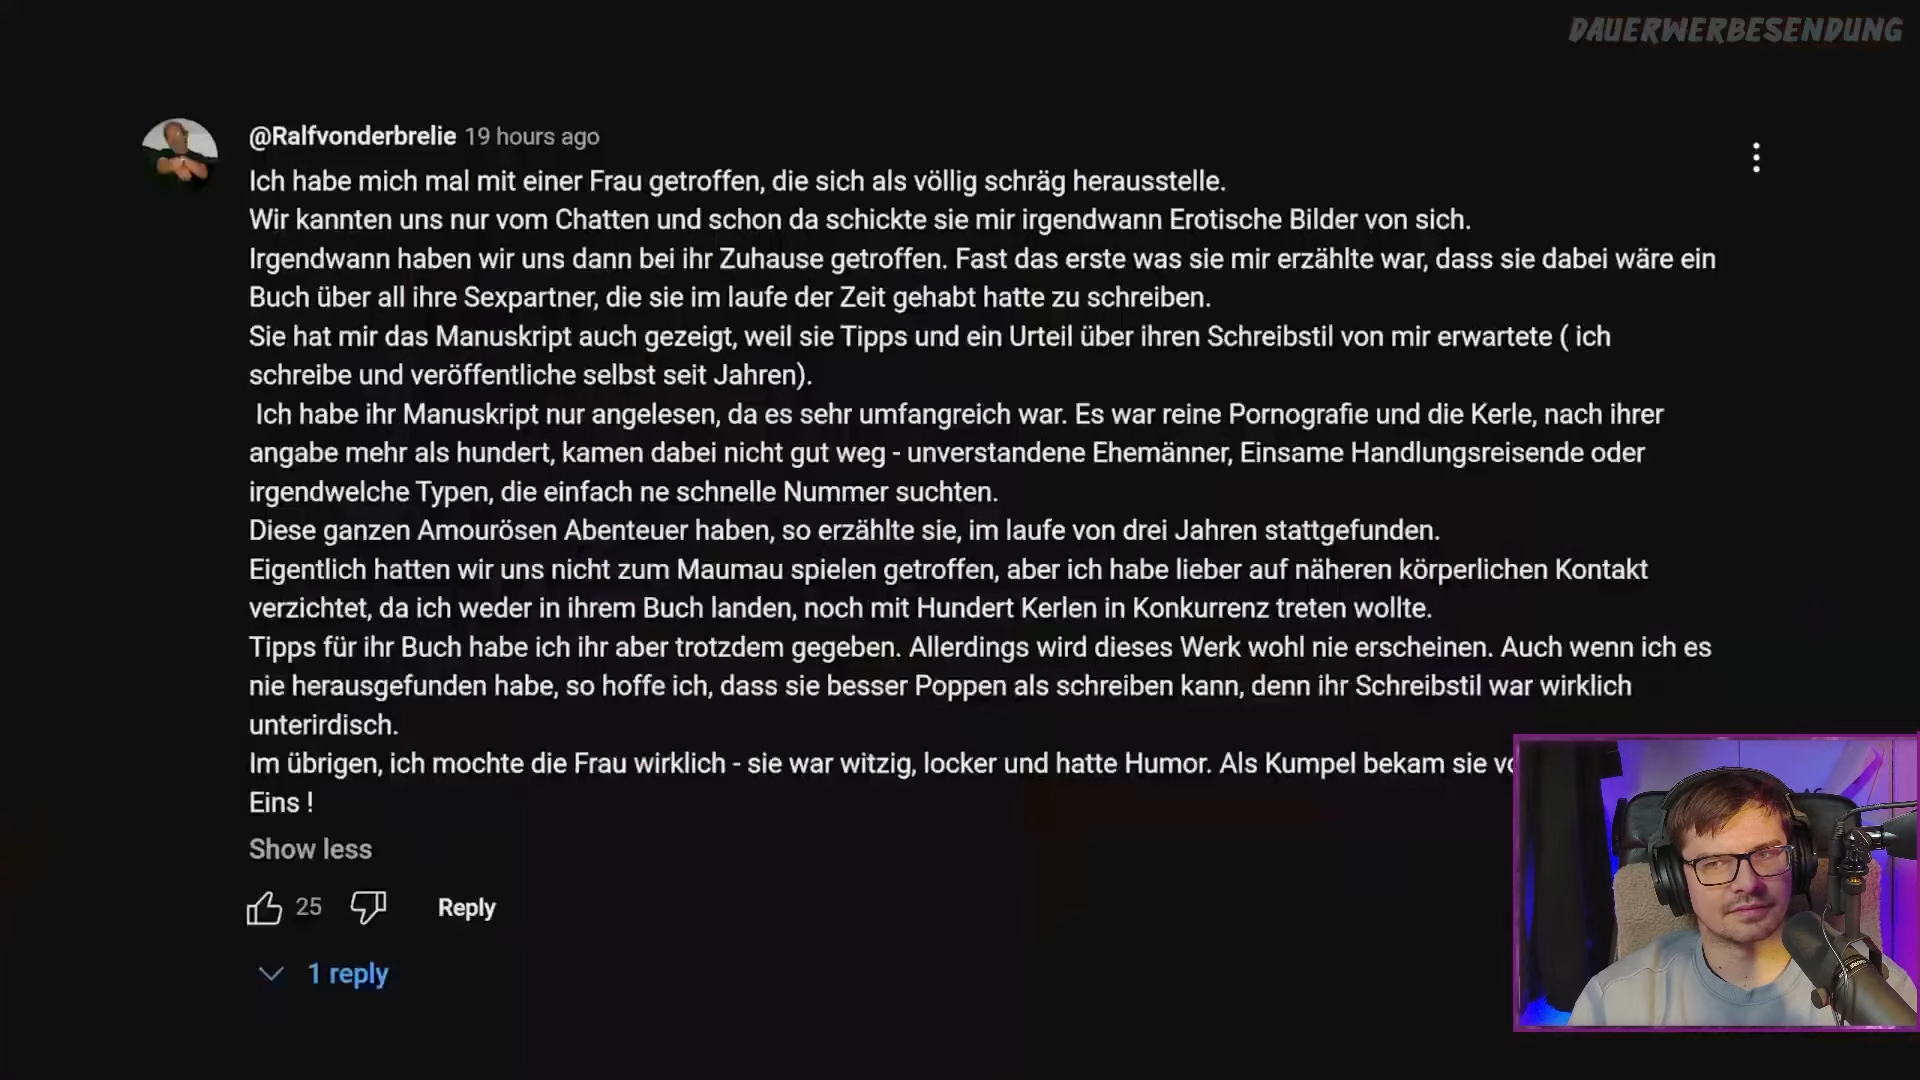 DAUERWERBESENDUNG
@Ralfvonderbrelie 19 hours ago
Ich habe mich mal mit einer Frau getroffen, die sich als völlig schräg herausstelle.
Wir kannten uns nur vom Chatten und schon da schickte sie mir irgendwann Erotische Bilder von sich.
Irgendwann haben wir uns dann bei ihr Zuhause getroffen. Fast das erste was sie mir erzählte war, dass sie dabei wäre ein
Buch über all ihre Sexpartner, die sie im laufe der Zeit gehabt hatte zu schreiben.
Sie hat mir das Manuskript auch gezeigt, weil sie Tipps und ein Urteil über ihren Schreibstil von mir erwartete ( ich
schreibe und veröffentliche selbst seit Jahren).
Ich habe ihr Manuskript nur angelesen, da es sehr umfangreich war. Es war reine Pornografie und die Kerle, nach ihrer
angabe mehr als hundert, kamen dabei nicht gut weg - unverstandene Ehemänner, Einsame Handlungsreisende oder
irgendwelche Typen, die einfach ne schnelle Nummer suchten.
Diese ganzen Amourösen Abenteuer haben, so erzählte sie, im laufe von drei Jahren stattgefunden.
Eigentlich hatten wir uns nicht zum Maumau spielen getroffen, aber ich habe lieber auf näheren körperlichen Kontakt
verzichtet, da ich weder in ihrem Buch landen, noch mit Hundert Kerlen in Konkurrenz treten wollte.
Tipps für ihr Buch habe ich ihr aber trotzdem gegeben. Allerdings wird dieses Werk wohl nie erscheinen. Auch wenn ich es
nie herausgefunden habe, so hoffe ich, dass sie besser Poppen als schreiben kann, denn ihr Schreibstil war wirklich
unterirdisch.
Im übrigen, ich mochte die Frau wirklich - sie war witzig, locker und hatte Humor. Als Kumpel bekam sie
Eins !
Show less
25
Reply
1 reply